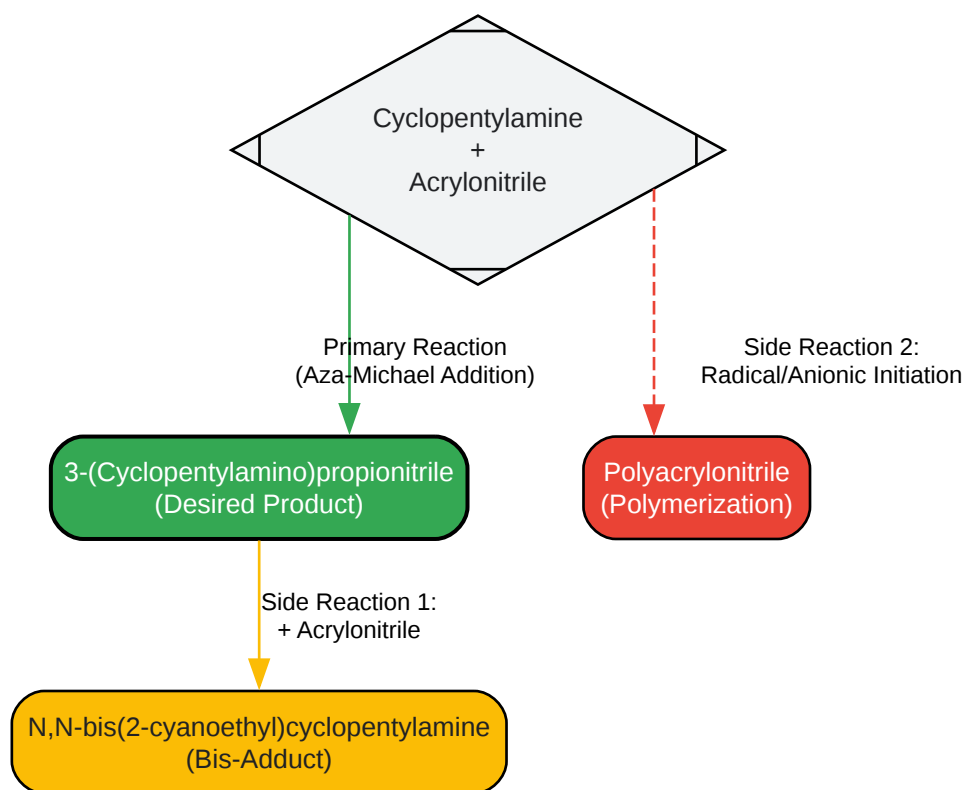 Cyclopentylamine
+
Acrylonitrile
Primary Reaction
(Aza-Michael Addition)
Side Reaction 2:
Radical/Anionic Initiation
3-(Cyclopentylamino)propionitrile
(Desired Product)
Polyacrylonitrile
(Polymerization)
Side Reaction 1:
+ Acrylonitrile
N,N-bis(2-cyanoethyl)cyclopentylamine
(Bis-Adduct)